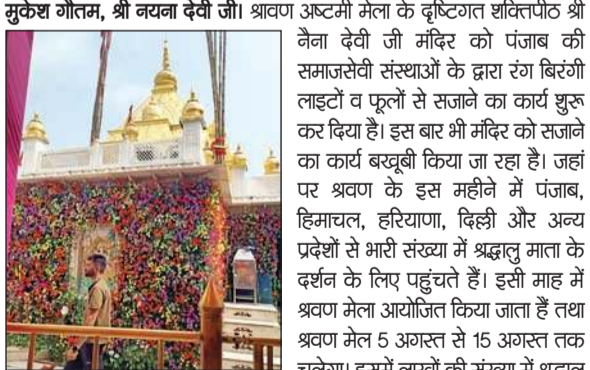 मुकेश गौतम, श्री नयना देवी जी। श्रावण अष्टमी मेला के दृष्टिगत शक्तिपीठ श्री
नैना देवी जी मंदिर को पंजाब की
समाजसेवी संस्थाओं के द्वारा रंग बिरंगी
लाइटों व फूलों से सजाने का कार्य शुरू
कर दिया है। इस बार भी मंदिर को सजाने
का कार्य बखूबी किया जा रहा है। जहां
पर श्रवण के इस महीने में पंजाब,
हिमाचल, हरियाणा, दिल्ली और अन्य
प्रदेशों से भारी संख्या में श्रद्धालु माता के
दर्शन के लिए पहुंचते हैं। इसी माह में
श्रवण मेला आयोजित किया जाता हैं तथा
श्रवण मेल 5 अगस्त से 15 अगस्त तक
चलेगा। इसमें लाखों की संख्या में श्रद्धालु